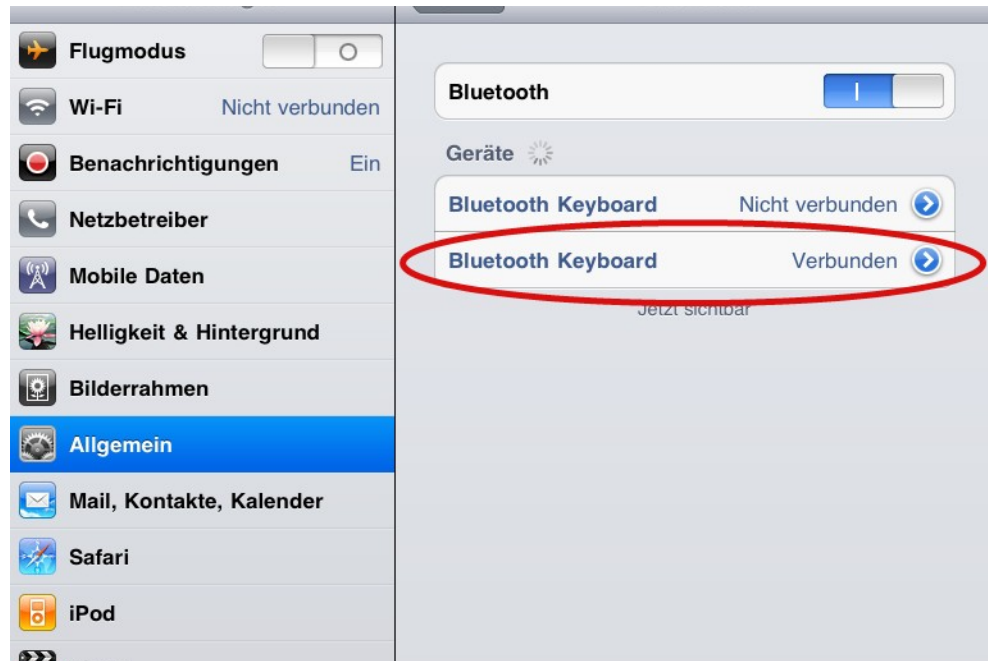 Flugmodus
Wi-Fi Nicht verbunden
Benachrichtigungen Ein
Netzbetreiber
Mobile Daten
Helligkeit & Hintergrund
Bilderrahmen
Allgemein
Mail, Kontakte, Kalender
Safari
iPod
Bluetooth
Geräte
Bluetooth Keyboard Nicht verbunden
Bluetooth Keyboard Verbunden
Jetzt sichtbar